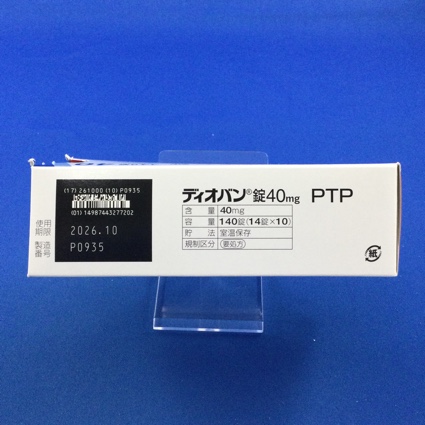 (17) 261000 (10) P0935
(01) 14987443277202
使用
期限
2026.10
製造
番号
P0935
ディオバン®錠40mg PTP
含量 40mg
容量 140錠(14錠×10)
貯法 室温保存
規制区分 要処方
紙